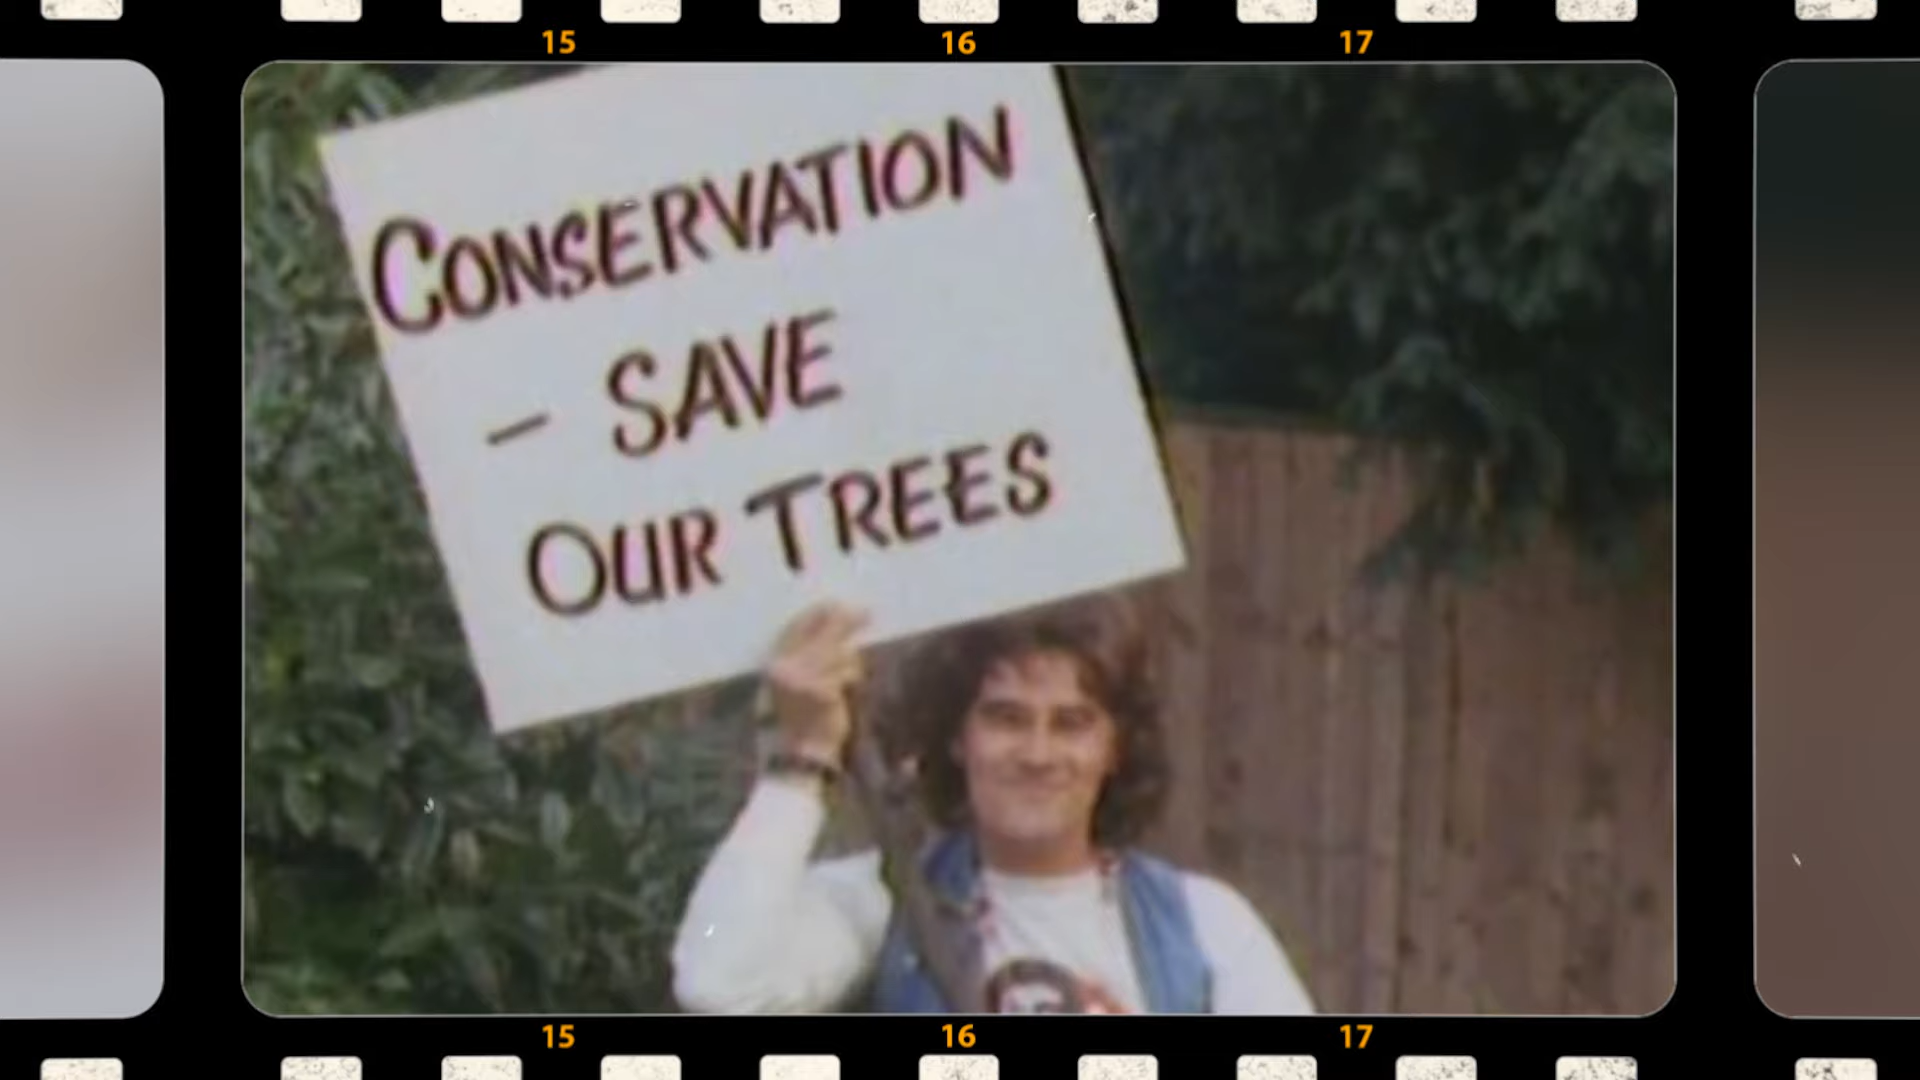 15 16 17
CONSERVATION
– SAVE
OUR TREES
15 16 17